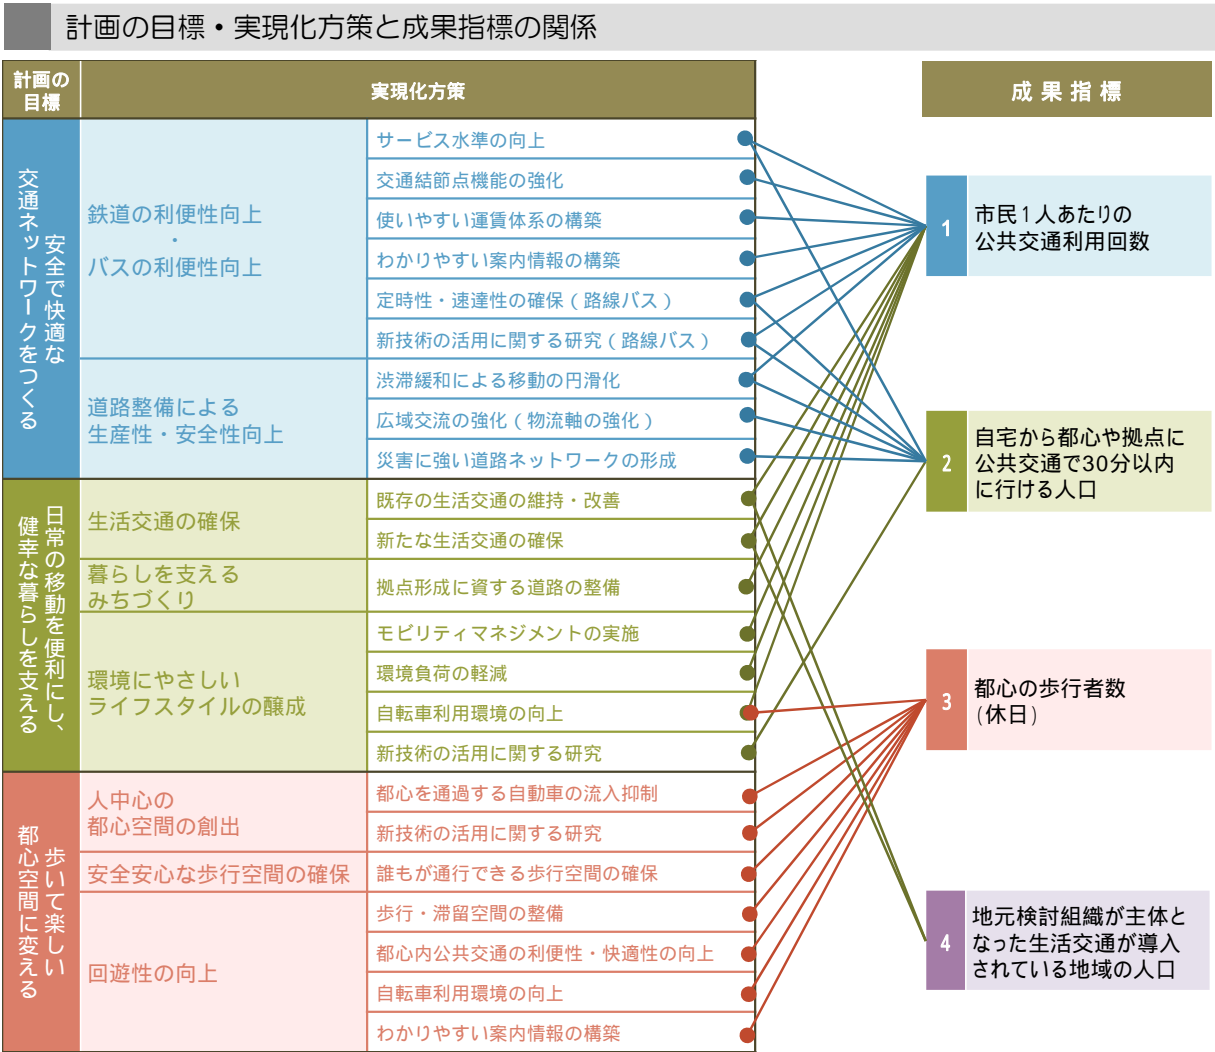 計画の目標・実現化方策と成果指標の関係
計画の
目標
実現化方策
成果指標
安全で快適な
交通ネットワークをつくる
鉄道の利便性向上
・
バスの利便性向上
サービス水準の向上
交通結節点機能の強化
使いやすい運賃体系の構築
わかりやすい案内情報の構築
定時性・速達性の確保（路線バス）
新技術の活用に関する研究（路線バス）
道路整備による
生産性・安全性向上
渋滞緩和による移動の円滑化
広域交流の強化（物流軸の強化）
災害に強い道路ネットワークの形成
日常の移動を便利にし、
健幸な暮らしを支える
生活交通の確保
既存の生活交通の維持・改善
新たな生活交通の確保
暮らしを支える
みちづくり
拠点形成に資する道路の整備
環境にやさしい
ライフスタイルの醸成
モビリティマネジメントの実施
環境負荷の軽減
自転車利用環境の向上
新技術の活用に関する研究
歩いて楽しい
都心空間に変える
人中心の
都心空間の創出
都心を通過する自動車の流入抑制
新技術の活用に関する研究
安全安心な歩行空間の確保
誰もが通行できる歩行空間の確保
回遊性の向上
歩行・滞留空間の整備
都心内公共交通の利便性・快適性の向上
自転車利用環境の向上
わかりやすい案内情報の構築
1
市民1人あたりの
公共交通利用回数
2
自宅から都心や拠点に
公共交通で30分以内
に行ける人口
3
都心の歩行者数
(休日)
4
地元検討組織が主体と
なった生活交通が導入
されている地域の人口